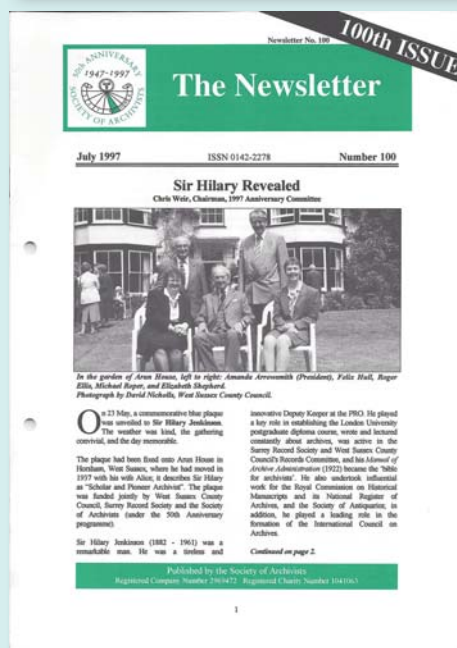 Newsletter No. 100
100th ISSUE
50th ANNIVERSARY
1947-1997
SOCIETY OF ARCHIVISTS
The Newsletter
July 1997
ISSN 0142-2278
Number 100
Sir Hilary Revealed
Chris Weir, Chairman, 1997 Anniversary Committee
In the garden of Arun House, left to right: Amanda Arrowsmith (President), Felix Hull, Roger
Ellis, Michael Roper, and Elizabeth Shepherd.
Photograph by David Nicholls, West Sussex County Council.
On 23 May, a commemorative blue plaque
was unveiled to Sir Hilary Jenkinson.
The weather was kind, the gathering
convivial, and the day memorable.
The plaque had been fixed onto Arun House in
Horsham, West Sussex, where he had moved in
1937 with his wife Alice; it describes Sir Hilary
as "Scholar and Pioneer Archivist". The plaque
was funded jointly by West Sussex County
Council, Surrey Record Society and the Society
of Archivists (under the 50th Anniversary
programme).
Sir Hilary Jenkinson (1882 - 1961) was a
remarkable man. He was a tireless and
innovative Deputy Keeper at the PRO. He played
a key role in establishing the London University
postgraduate diploma course, wrote and lectured
constantly about archives, was active in the
Surrey Record Society and West Sussex County
Council's Records Committee, and his Manual of
Archive Administration (1922) became the 'bible
for archivists'. He also undertook influential
work for the Royal Commission on Historical
Manuscripts and its National Register of
Archives, and the Society of Antiquaries; in
addition, he played a leading role in the
formation of the International Council on
Archives.
Continued on page 2.
Published by the Society of Archivists
Registered Company Number 2969472 Registered Charity Number 1041063
1